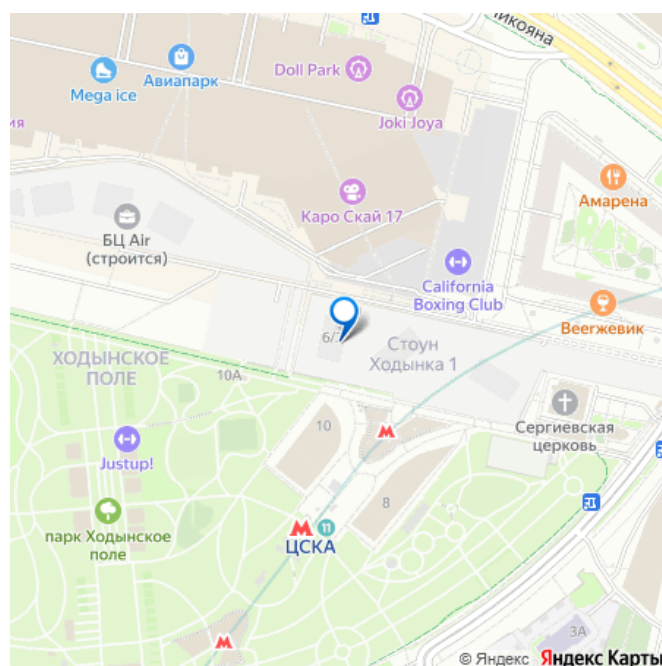 икояна
Doll Park
Авиапарк
Mega ice
Joki Joya
ия
Амарена
Каро Скай 17
БЦ Air
(строится)
California
Boxing Club
Веегжевик
6/
Стоун
Ходынка 1
ХОДЫНСКОЕ
ПОЛЕ
10А
Сергиевская
церковь
10
Justup!
8
парк Ходынское
поле
11
ЦСКА
3А
© Яндекс Яндекс Карты